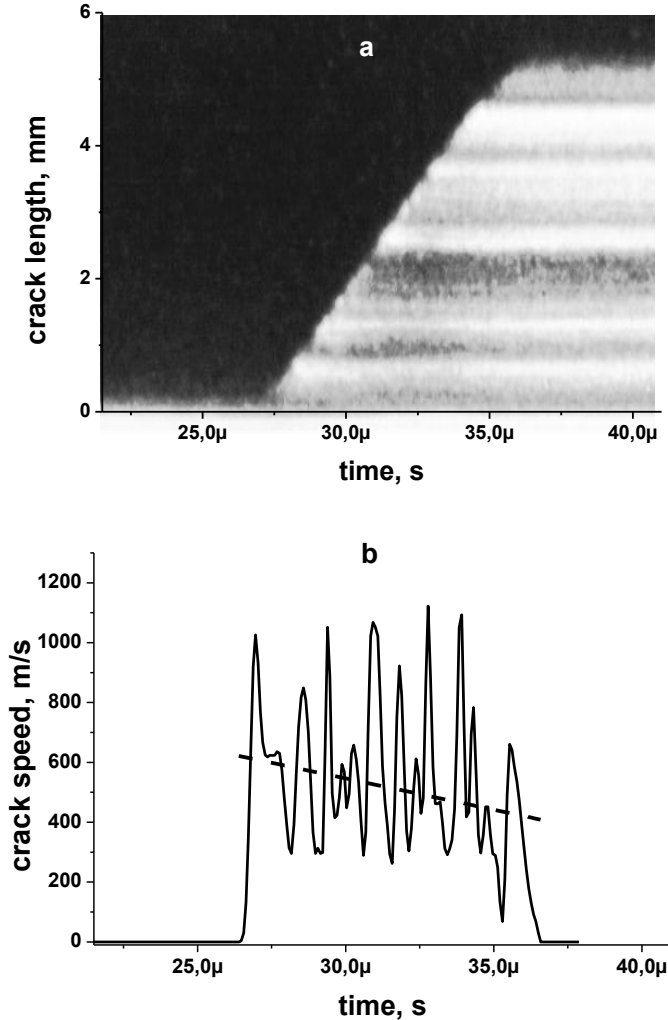 a
6
4
2
0
crack length, mm
25,0µ 30,0µ 35,0µ 40,0µ
time, s
b
1200
1000
800
600
400
200
0
crack speed, m/s
25,0µ 30,0µ 35,0µ 40,0µ
time, s